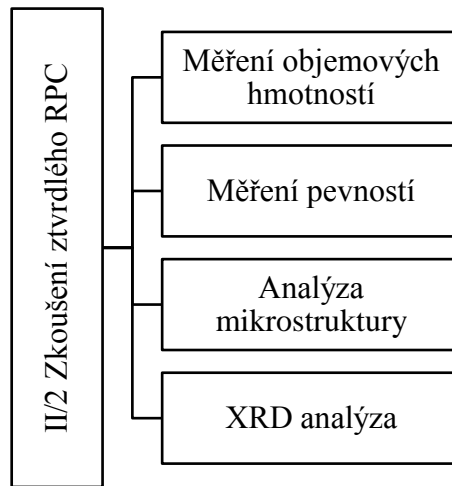 II/2 Zkoušení ztvrdlého RPC
Měření objemových
hmotností
Měření pevností
Analýza
mikrostruktury
XRD analýza